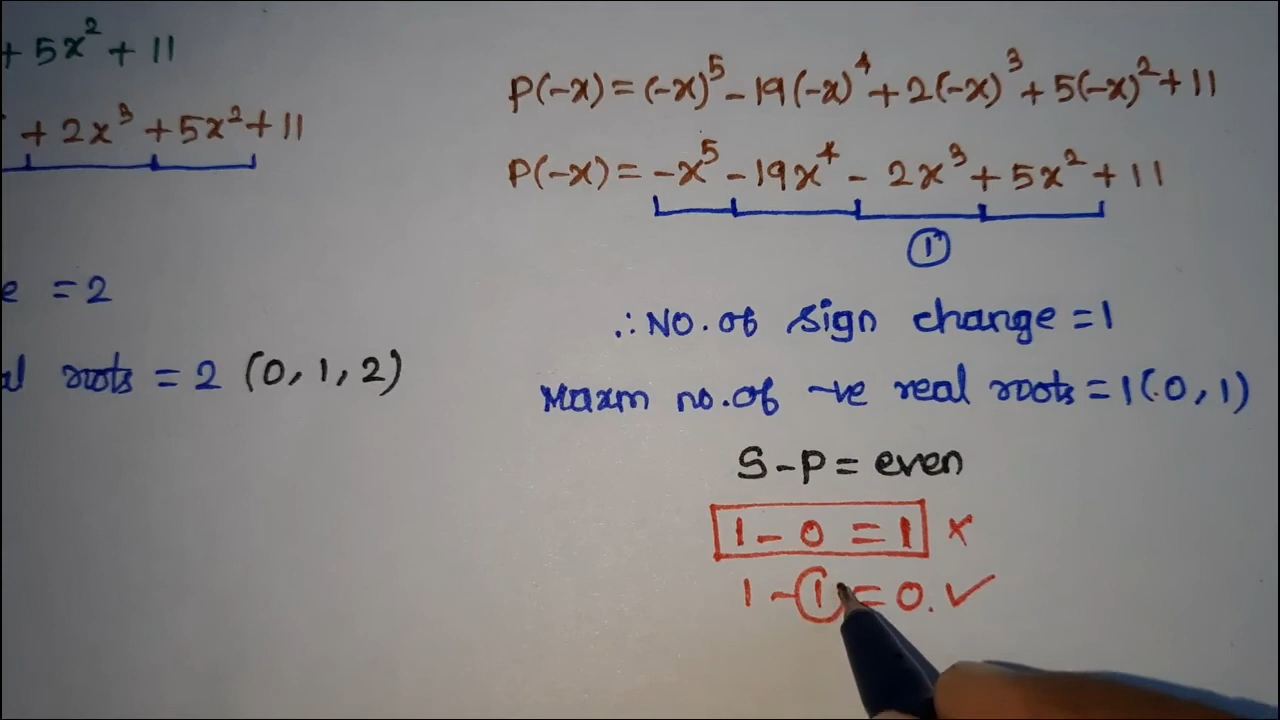 + 5x² + 11
+ 2x³ + 5x² + 11
e = 2
roots = 2 (0, 1, 2)
P(-x) = (-x)⁵ - 19(-x)⁴ + 2(-x)³ + 5(-x)² + 11
P(-x) = -x⁵ - 19x⁴ - 2x³ + 5x² + 11
1
∴ No. of sign change = 1
Maxm no. of -ve real roots = 1 (0, 1)
S - P = even
1 - 0 = 1 ×
1 - 1 = 0. ✓